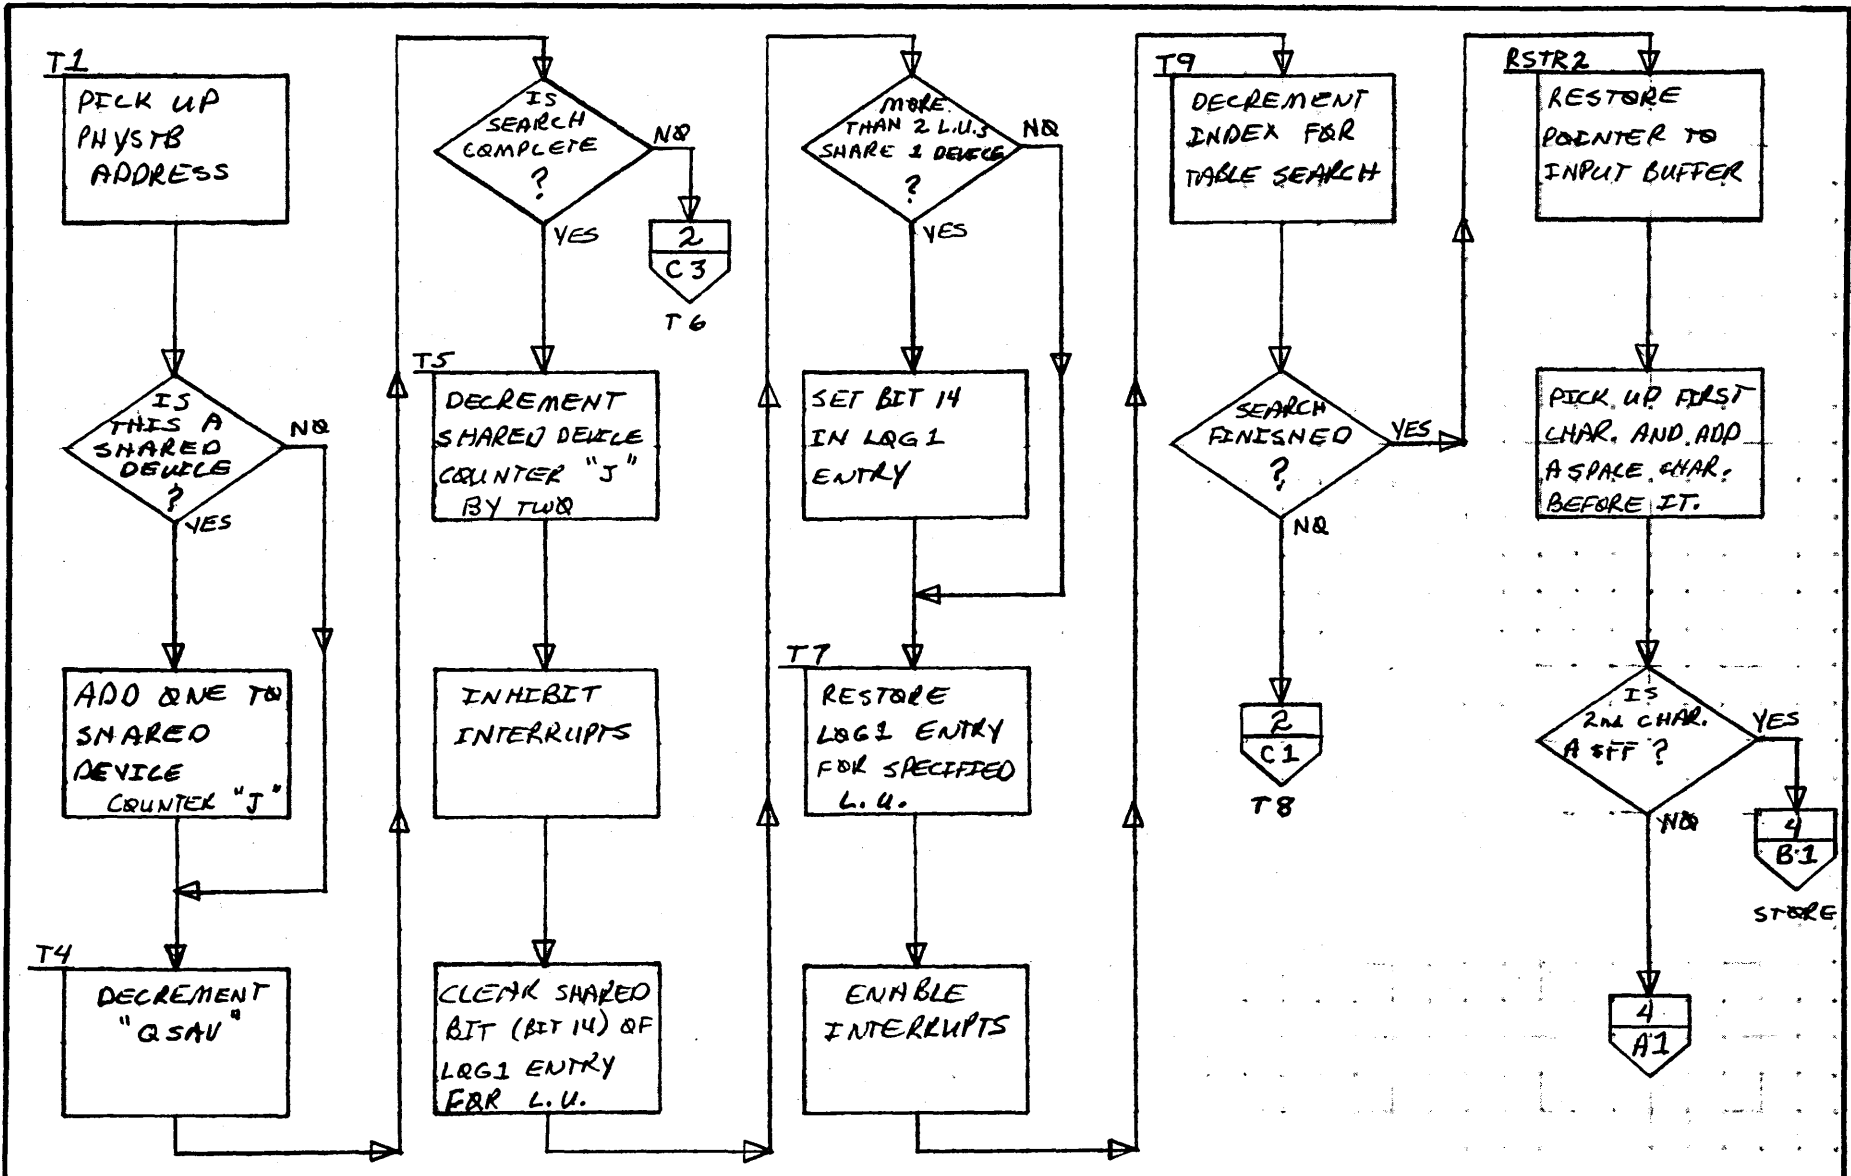 T1
PICK UP
PHYSTB
ADDRESS
IS
THIS A
SHARED
DEVICE
?
NO
YES
ADD ONE TO
SHARED
DEVICE
COUNTER "J"
T4
DECREMENT
"QSAV"
IS
SEARCH
COMPLETE
?
NO
YES
2
C3
T6
T5
DECREMENT
SHARED DEVICE
COUNTER "J"
BY TWO
INHIBIT
INTERRUPTS
CLEAR SHARED
BIT (BIT 14) OF
LOG1 ENTRY
FOR L.U.
MORE
THAN 2 L.U.s
SHARE 1 DEVICE
?
NO
YES
SET BIT 14
IN LOG1
ENTRY
T7
RESTORE
LOG1 ENTRY
FOR SPECIFIED
L.U.
ENABLE
INTERRUPTS
T9
DECREMENT
INDEX FOR
TABLE SEARCH
SEARCH
FINISHED
?
YES
NO
2
C1
T8
RSTR2
RESTORE
POINTER TO
INPUT BUFFER
PICK UP FIRST
CHAR. AND ADD
A SPACE CHAR.
BEFORE IT.
IS
2nd CHAR.
A $FF ?
YES
NO
4
B1
STORE
4
A1